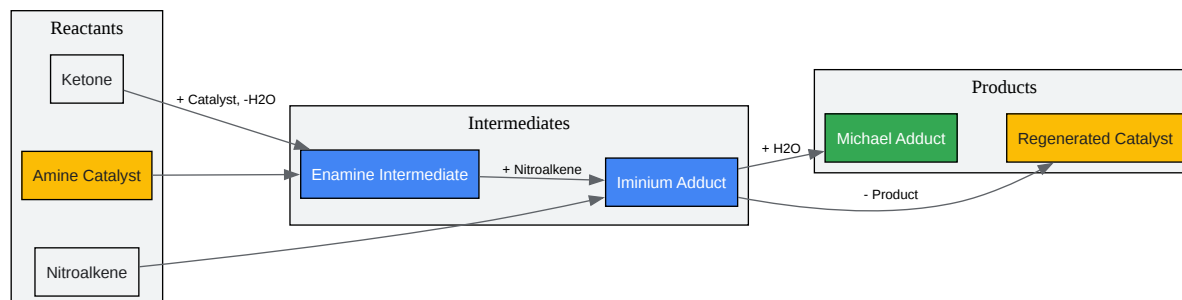 Reactants
Ketone
Amine Catalyst
Nitroalkene
+ Catalyst, -H2O
Intermediates
Enamine Intermediate
+ Nitroalkene
Iminium Adduct
+ H2O
- Product
Products
Michael Adduct
Regenerated Catalyst